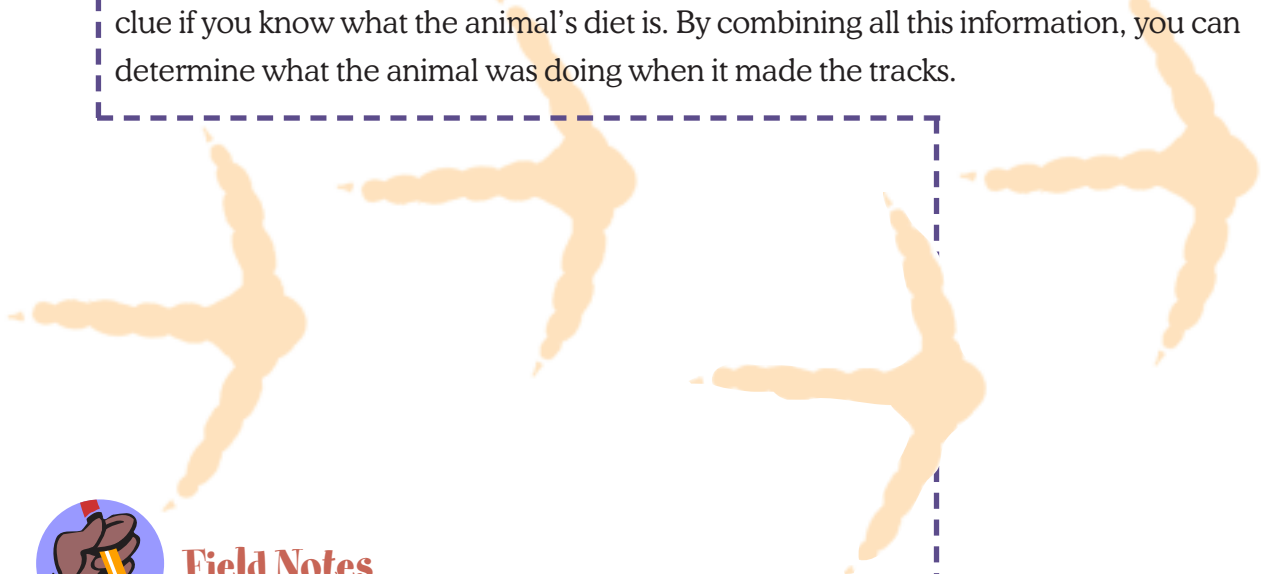 clue if you know what the animal’s diet is. By combining all this information, you can
determine what the animal was doing when it made the tracks.
Field Notes